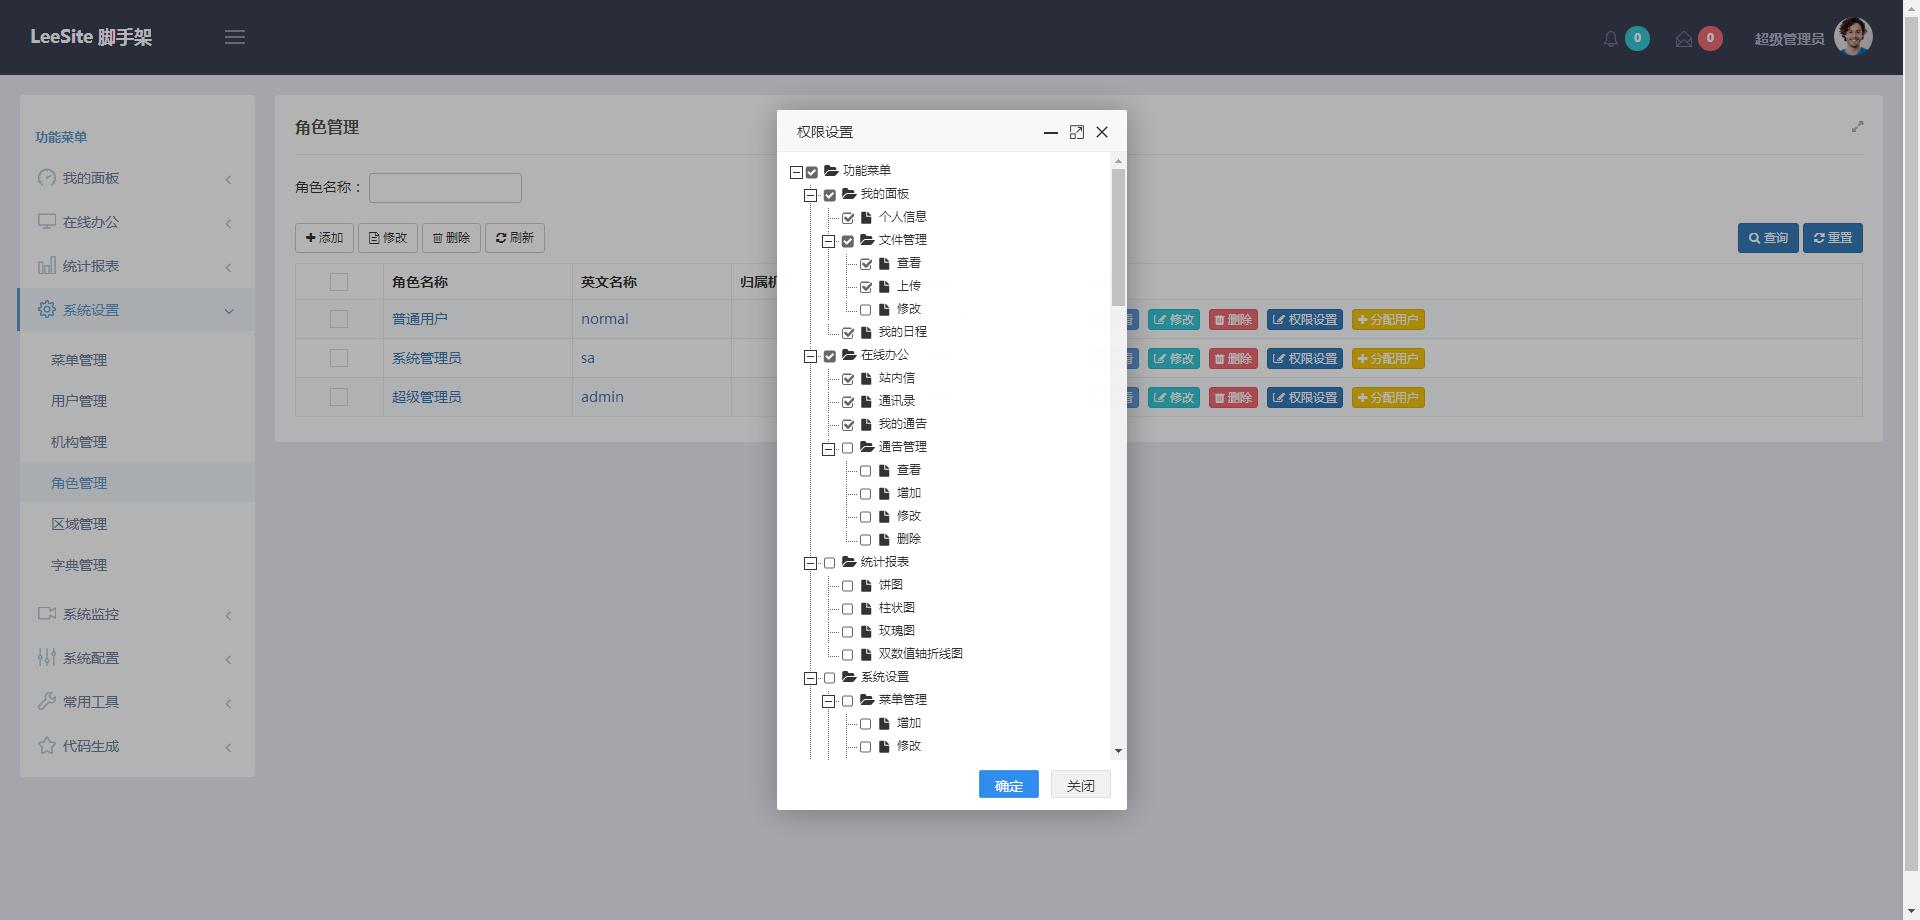 LeeSite 脚手架
0
0
超级管理员
功能菜单
我的面板
在线办公
统计报表
系统设置
菜单管理
用户管理
机构管理
角色管理
区域管理
字典管理
系统监控
系统配置
常用工具
代码生成
角色管理
角色名称：
添加 修改 删除 刷新
查询 重置
角色名称 英文名称 归属机
普通用户 normal 看 修改 删除 权限设置 分配用户
系统管理员 sa 看 修改 删除 权限设置 分配用户
超级管理员 admin 看 修改 删除 权限设置 分配用户
权限设置
功能菜单
我的面板
个人信息
文件管理
查看
上传
修改
我的日程
在线办公
站内信
通讯录
我的通告
通告管理
查看
增加
修改
删除
统计报表
饼图
柱状图
玫瑰图
双数值轴折线图
系统设置
菜单管理
增加
修改
确定 关闭